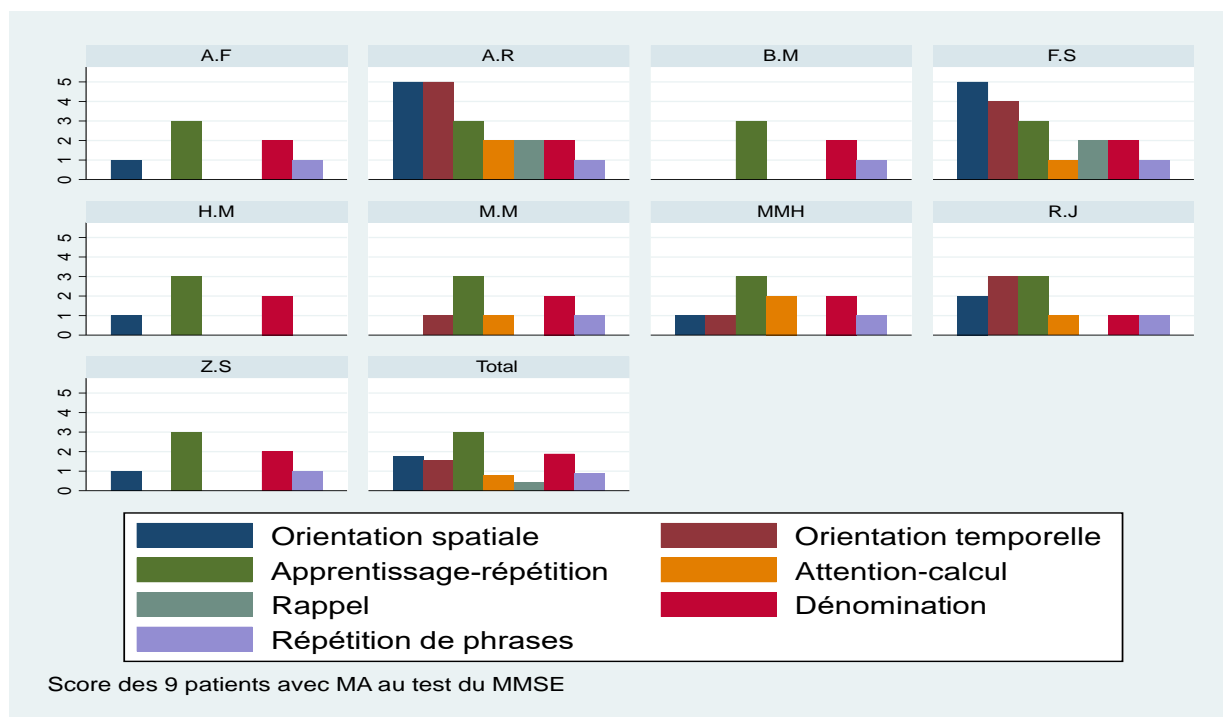 A.F A.R B.M F.S
5
4
3
2
1
0
H.M M.M MMH R.J
5
4
3
2
1
0
Z.S Total
5
4
3
2
1
0
Orientation spatiale Orientation temporelle
Apprentissage-répétition Attention-calcul
Rappel Dénomination
Répétition de phrases
Score des 9 patients avec MA au test du MMSE